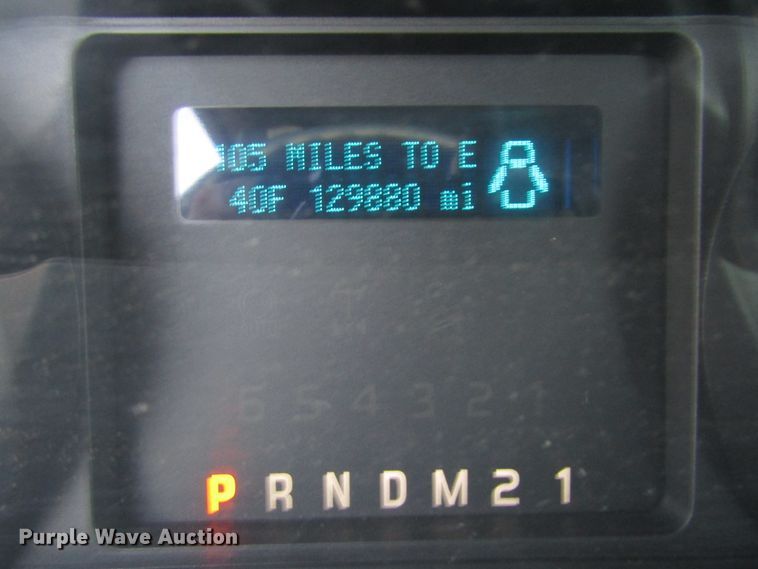 105 MILES TO E
40F 129880 mi
6 5 4 3 2 1
P R N D M 2 1
Purple Wave Auction